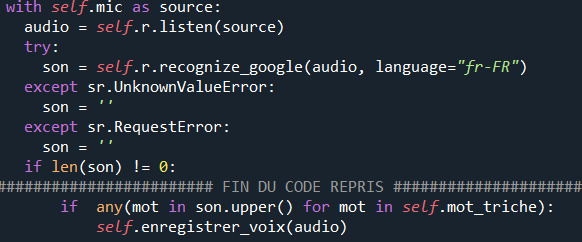 with self.mic as source:
audio = self.r.listen(source)
try:
son = self.r.recognize_google(audio, language="fr-FR")
except sr.UnknownValueError:
son = ''
except sr.RequestError:
son = ''
if len(son) != 0:
######################## FIN DU CODE REPRIS ######################
if any(mot in son.upper() for mot in self.mot_triche):
self.enregistrer_voix(audio)